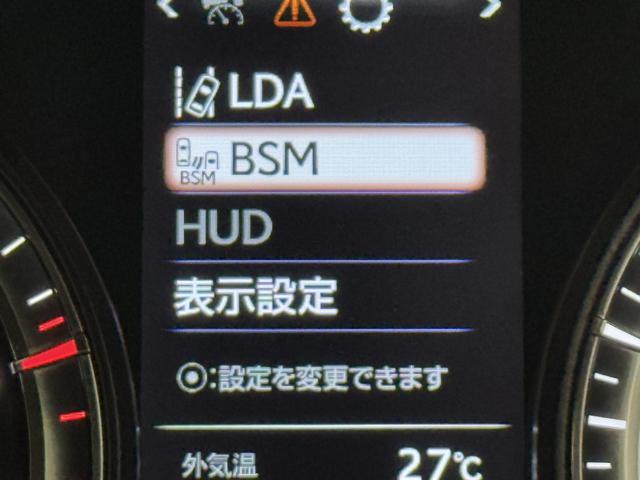 LDA
BSM BSM
HUD
表示設定
◎:設定を変更できます
外気温 27℃